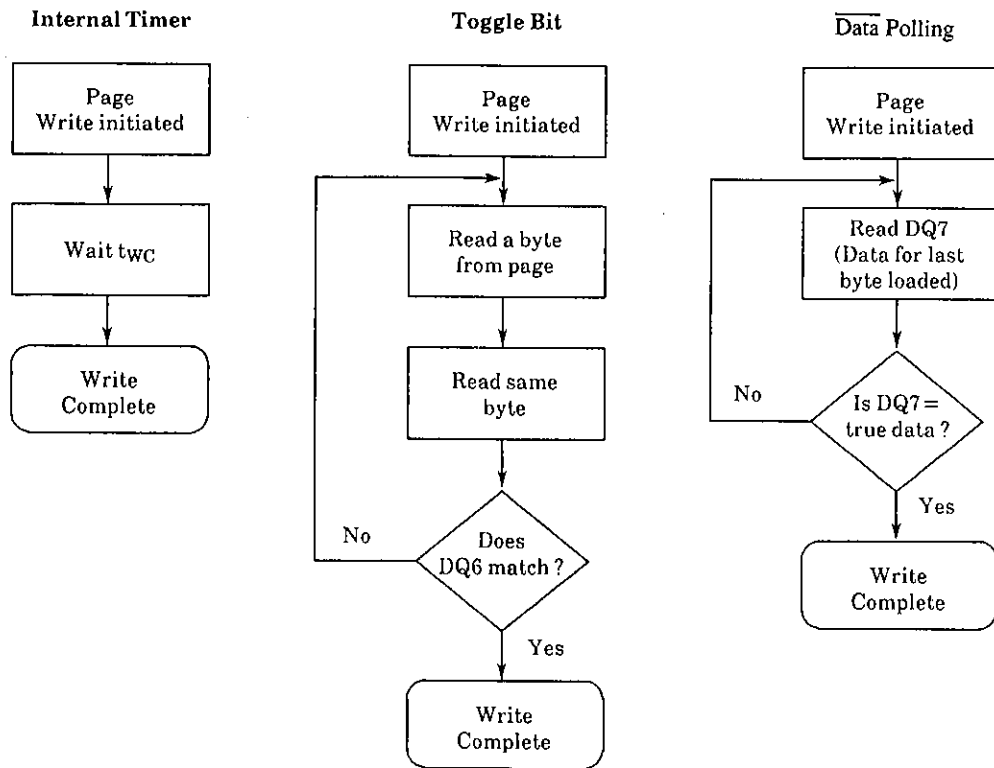 Internal Timer
Page
Write initiated
Wait tWC
Write
Complete
Toggle Bit
Page
Write initiated
Read a byte
from page
Read same
byte
Does
DQ6 match ?
No
Yes
Write
Complete
Data Polling
Page
Write initiated
Read DQ7
(Data for last
byte loaded)
Is DQ7 =
true data ?
No
Yes
Write
Complete